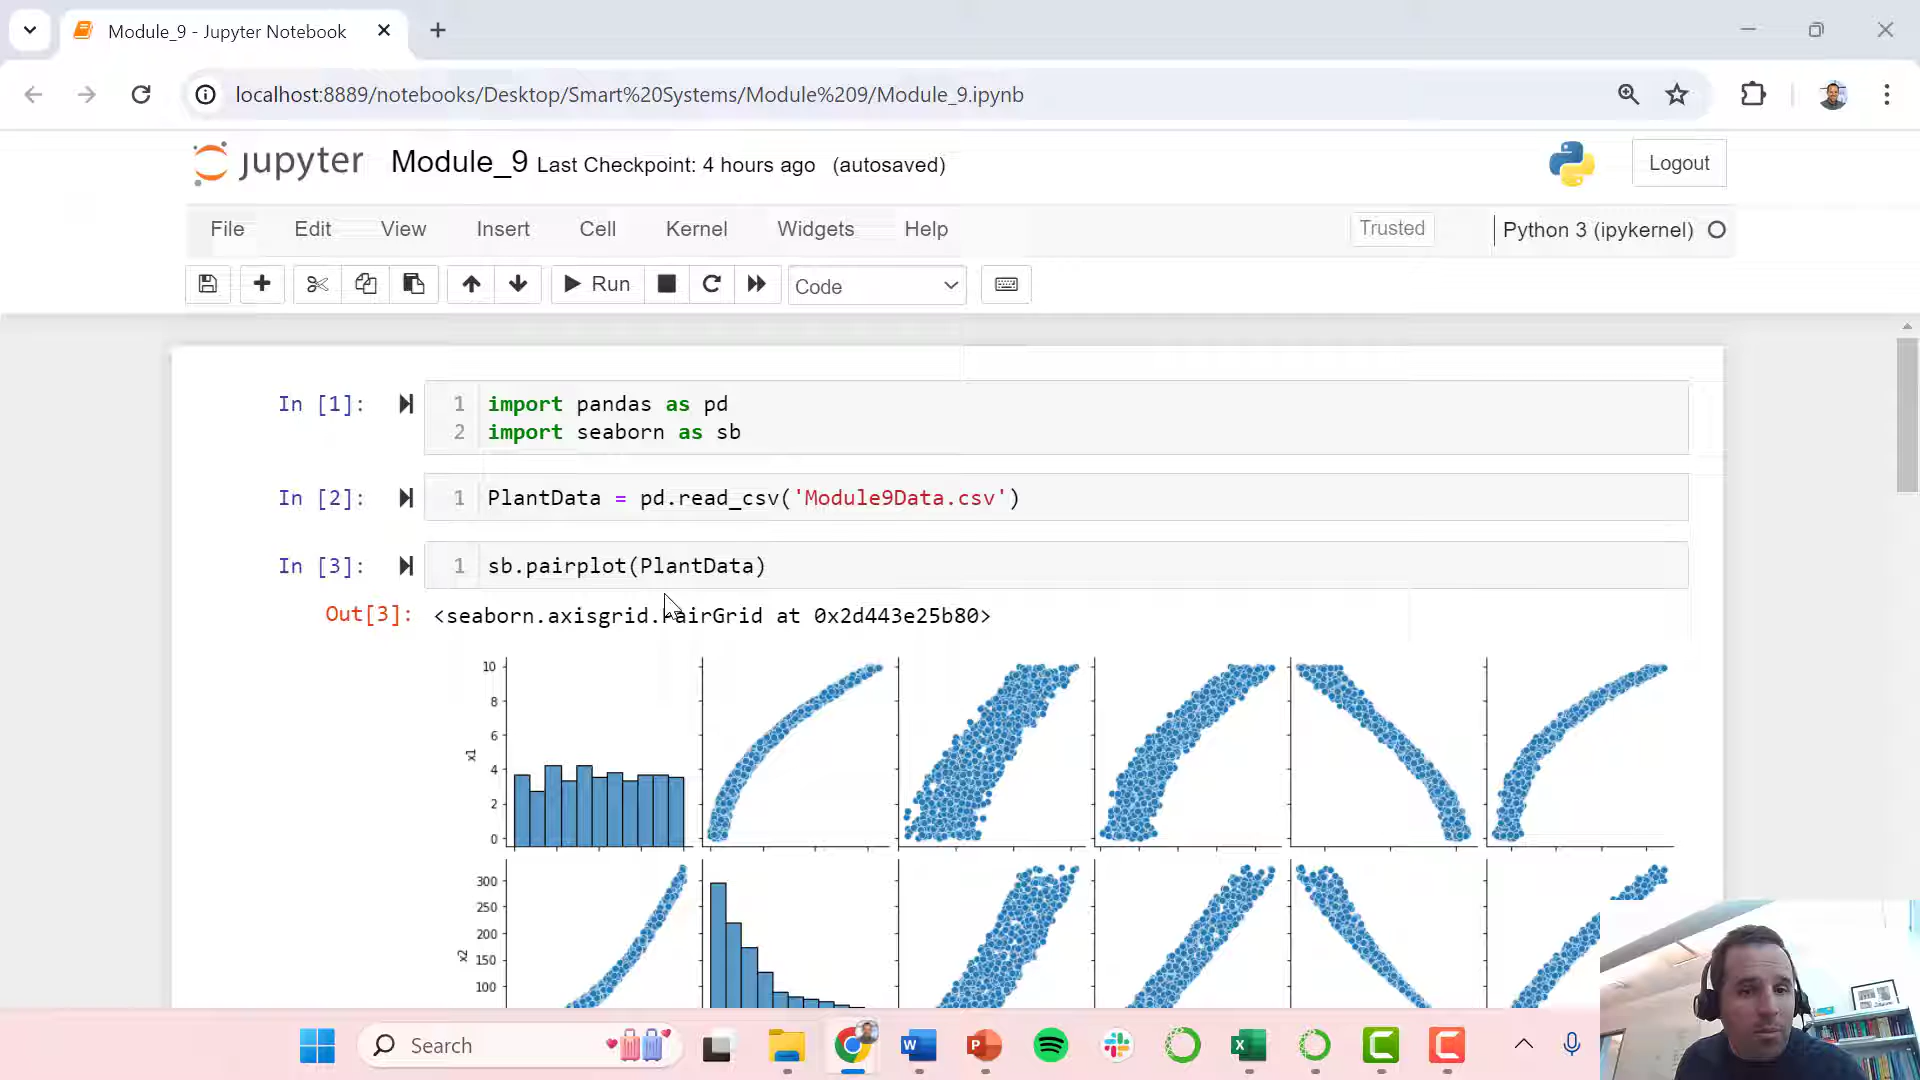 Module_9 - Jupyter Notebook
localhost:8889/notebooks/Desktop/Smart%20Systems/Module%209/Module_9.ipynb
jupyter Module_9 Last Checkpoint: 4 hours ago (autosaved) Logout
File Edit View Insert Cell Kernel Widgets Help Trusted Python 3 (ipykernel)
Run Code
In [1]: 1 import pandas as pd
2 import seaborn as sb
In [2]: 1 PlantData = pd.read_csv('Module9Data.csv')
In [3]: 1 sb.pairplot(PlantData)
Out[3]: <seaborn.axisgrid.PairGrid at 0x2d443e25b80>
10
8
6
x1
4
2
0
300
250
200
x2
150
100
Search